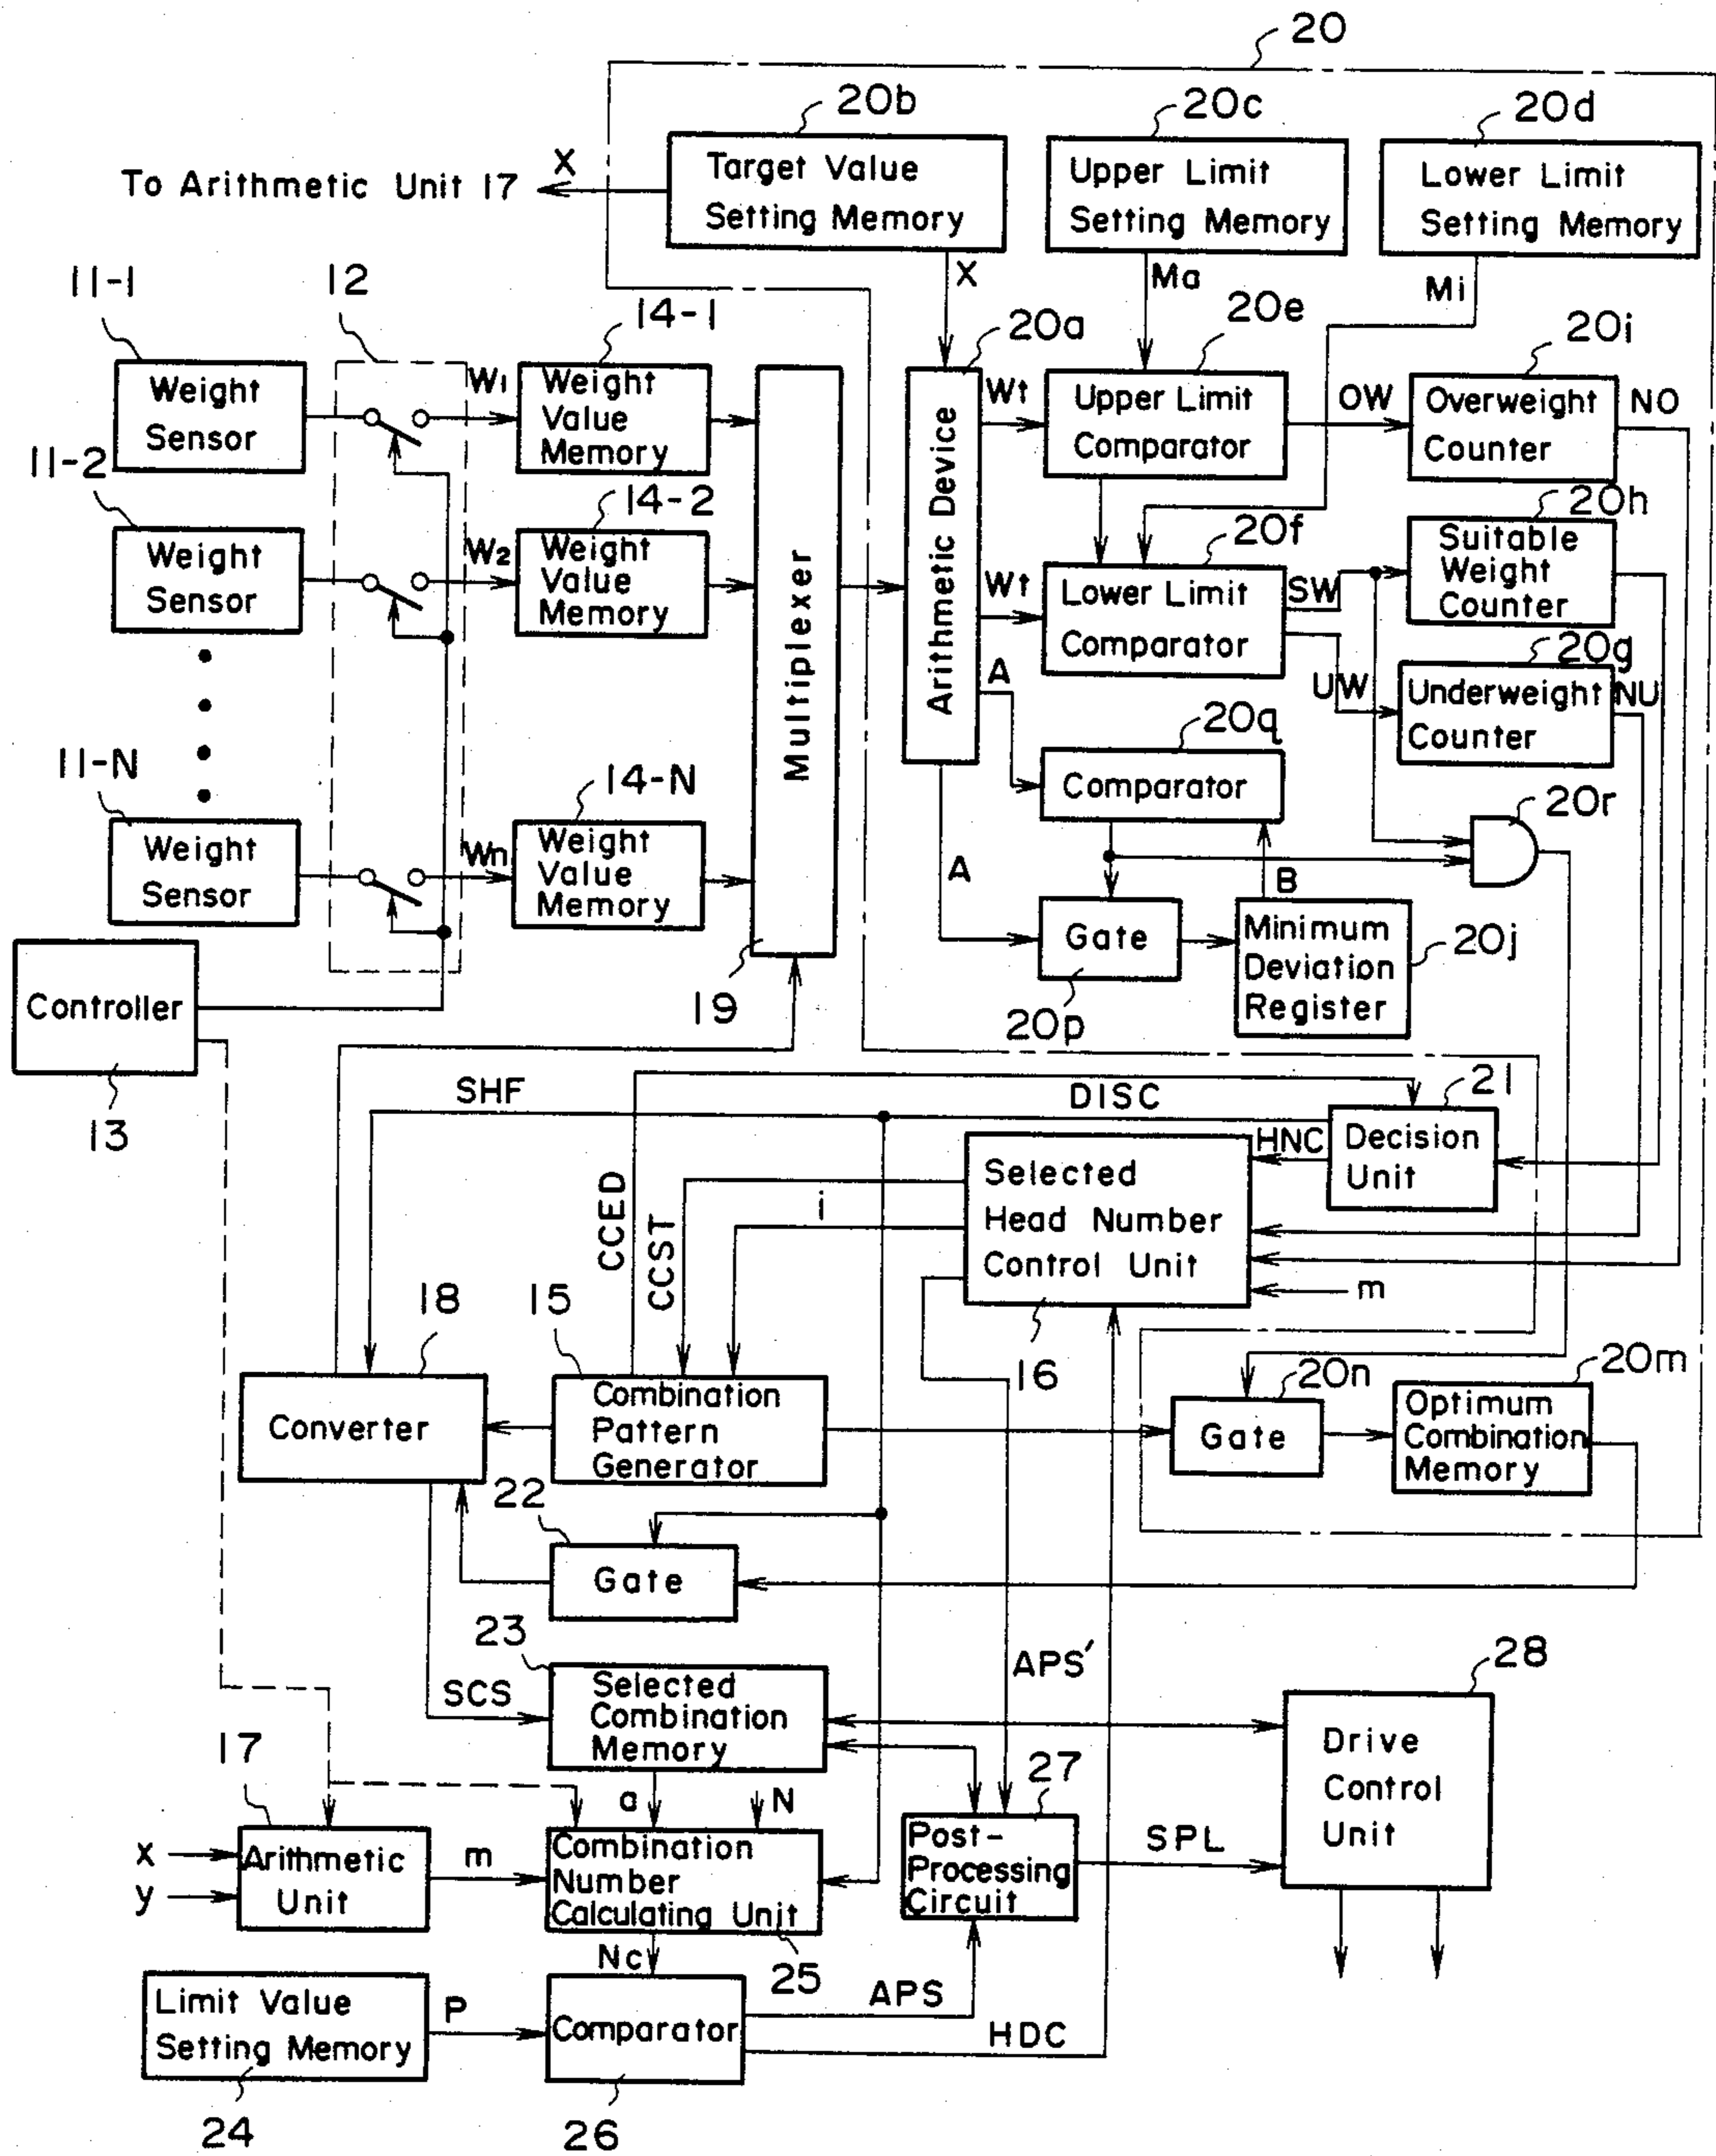 20
20b
20c
20d
To Arithmetic Unit 17
X
Target Value
Setting Memory
Upper Limit
Setting Memory
Lower Limit
Setting Memory
X
Ma
Mi
11-1
12
14-1
20a
20e
20i
Weight
Sensor
W1
Weight
Value
Memory
Wt
Upper Limit
Comparator
OW
Overweight
Counter
NO
11-2
14-2
20f
20h
Weight
Sensor
W2
Weight
Value
Memory
Multiplexer
Arithmetic Device
Wt
Lower Limit
Comparator
SW
Suitable
Weight
Counter
UW
20g
Underweight
Counter
NU
A
20q
Comparator
20r
11-N
14-N
Weight
Sensor
Wn
Weight
Value
Memory
A
B
Gate
Minimum
Deviation
Register
20j
20p
Controller
13
19
SHF
DISC
21
HNC
Decision
Unit
Selected
Head Number
Control Unit
CCED
CCST
i
m
16
18
15
Converter
Combination
Pattern
Generator
20n
20m
Gate
Optimum
Combination
Memory
22
Gate
23
SCS
Selected
Combination
Memory
APS'
28
Drive
Control
Unit
17
a
N
27
x
y
Arithmetic
Unit
m
Combination
Number
Calculating Unit
Post-
Processing
Circuit
SPL
Nc
25
Limit Value
Setting Memory
P
Comparator
APS
HDC
24
26